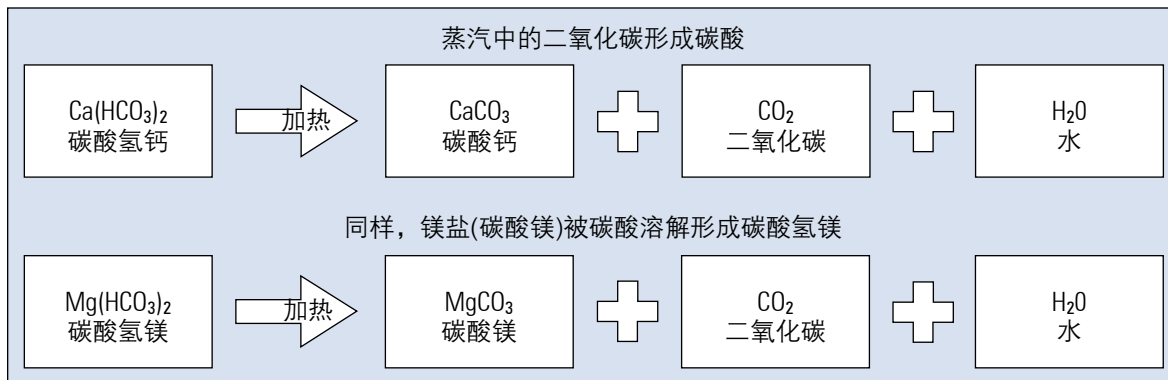 蒸汽中的二氧化碳形成碳酸
Ca(HCO₃)₂
碳酸氢钙
加热
CaCO₃
碳酸钙
CO₂
二氧化碳
H₂O
水
同样，镁盐(碳酸镁)被碳酸溶解形成碳酸氢镁
Mg(HCO₃)₂
碳酸氢镁
加热
MgCO₃
碳酸镁
CO₂
二氧化碳
H₂O
水